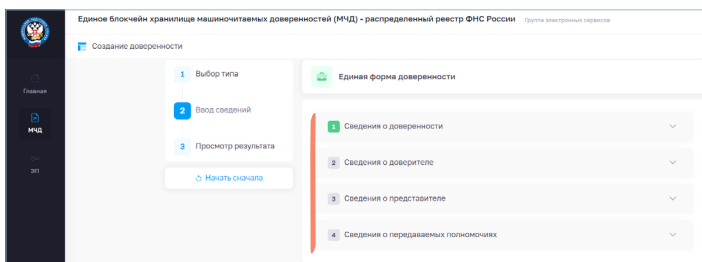 Единое блокчейн хранилище машиночитаемых доверенностей (МЧД) - распределенный реестр ФНС России Группа электронных сервисов
Создание доверенности
Главная
МЧД
ЭП
1 Выбор типа
2 Ввод сведений
3 Просмотр результата
Начать сначала
Единая форма доверенности
1 Сведения о доверенности
2 Сведения о доверителе
3 Сведения о представителе
4 Сведения о передаваемых полномочиях